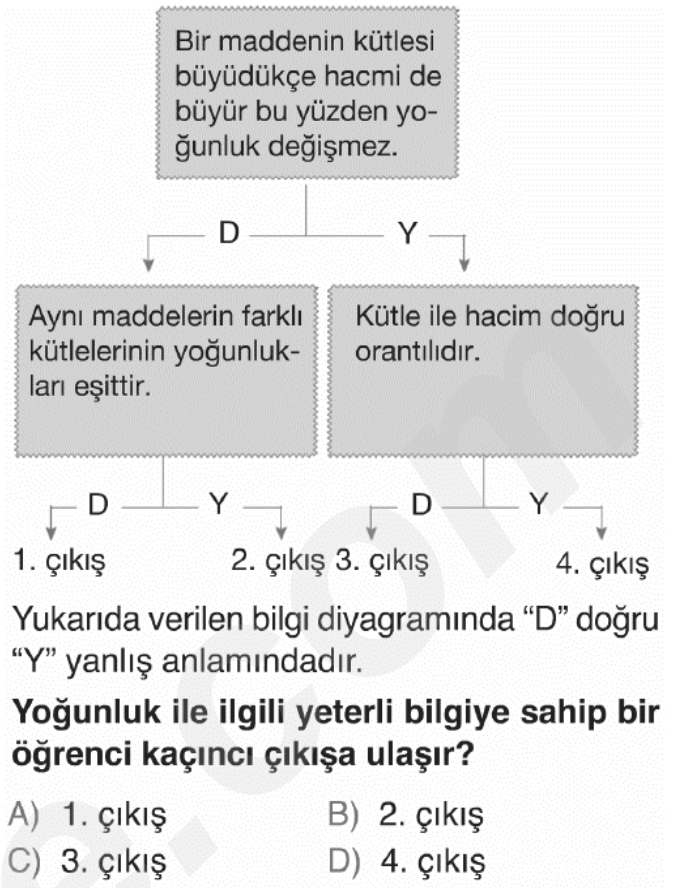 Bir maddenin kütlesi
büyüdükçe hacmi de
büyür bu yüzden yo-
ğunluk değişmez.
D
Y
Aynı maddelerin farklı
kütlelerinin yoğunluk-
ları eşittir.
Kütle ile hacim doğru
orantılıdır.
D
Y
D
Y
1. çıkış
2. çıkış
3. çıkış
4. çıkış
Yukarıda verilen bilgi diyagramında “D” doğru
“Y” yanlış anlamındadır.
Yoğunluk ile ilgili yeterli bilgiye sahip bir
öğrenci kaçıncı çıkışa ulaşır?
A) 1. çıkış
B) 2. çıkış
C) 3. çıkış
D) 4. çıkış